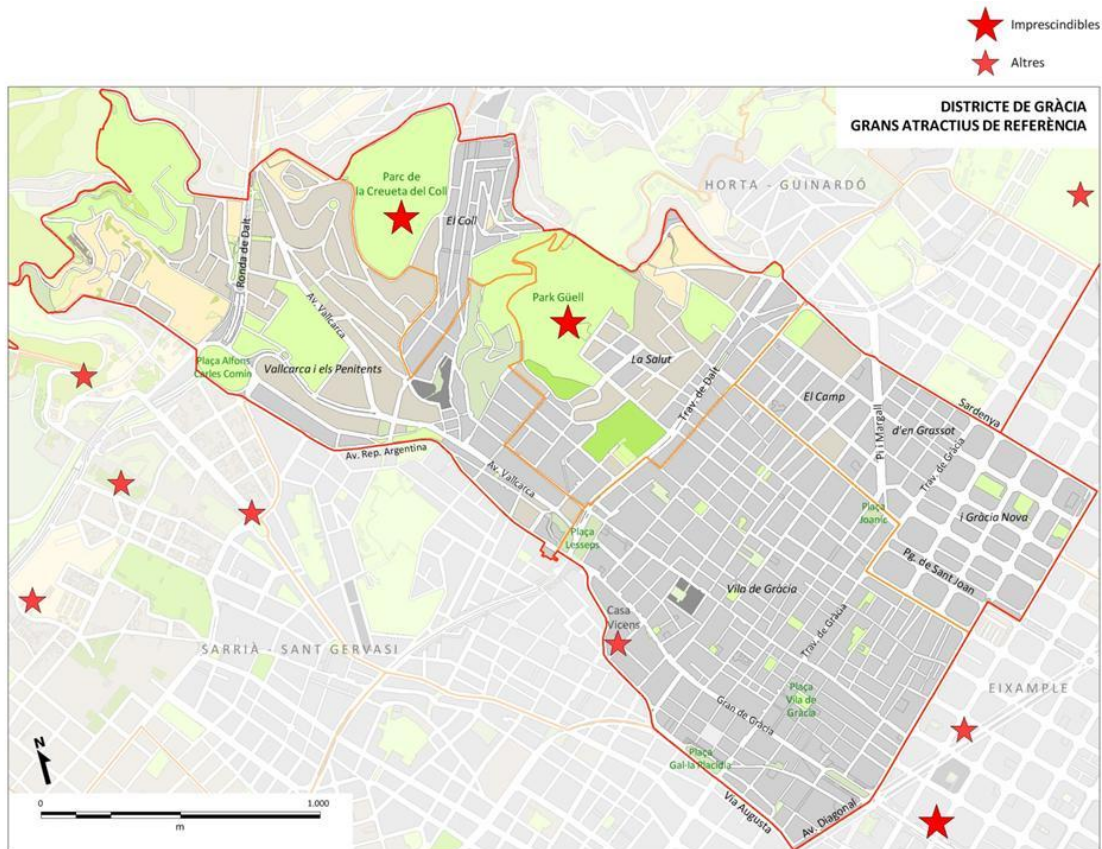 Imprescindibles
Altres
DISTRICTE DE GRÀCIA
GRANS ATRACTIUS DE REFERÈNCIA
Parc de
la Creueta del Coll
El Coll
HORTA - GUINARDÓ
Ronda de Dalt
Av. Vallcarca
Park Güell
Plaça Alfons
Carles Comín
Vallcarca i els Penitents
La Salut
Trav. de Dalt
El Camp
Sardenya
Pi i Margall
d'en Grassot
Trav. de Gràcia
Av. Rep. Argentina
Av. Vallcarca
Plaça
Lesseps
Plaça
Joanic
i Gràcia Nova
Pg. de Sant Joan
Vila de Gràcia
Casa
Vicens
Trav. de Gràcia
SARRIÀ - SANT GERVASI
EIXAMPLE
Plaça
Vila de
Gràcia
Gran de Gràcia
Plaça
Gal·la Placídia
Via Augusta
Av. Diagonal
N
0 1.000
m